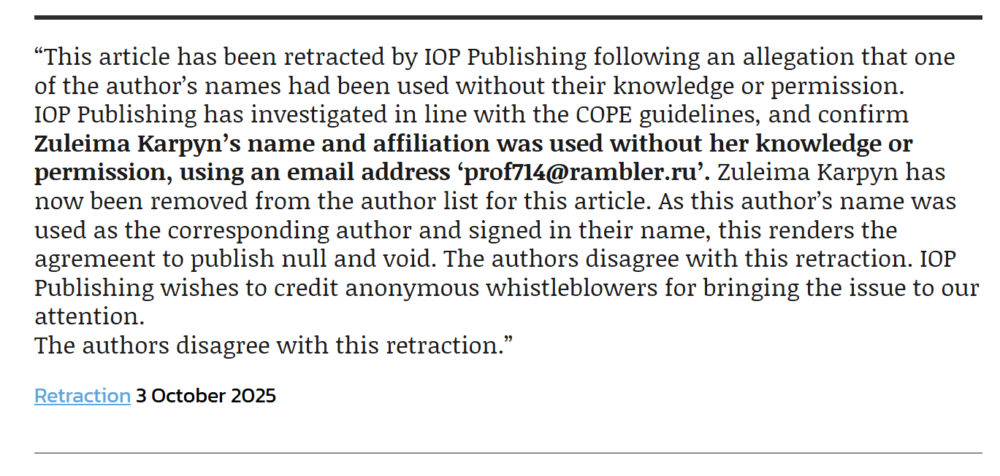 “This article has been retracted by IOP Publishing following an allegation that one
of the author’s names had been used without their knowledge or permission.
IOP Publishing has investigated in line with the COPE guidelines, and confirm
Zuleima Karpyn’s name and affiliation was used without her knowledge or
permission, using an email address ‘prof714@rambler.ru’. Zuleima Karpyn has
now been removed from the author list for this article. As this author’s name was
used as the corresponding author and signed in their name, this renders the
agremeent to publish null and void. The authors disagree with this retraction. IOP
Publishing wishes to credit anonymous whistleblowers for bringing the issue to our
attention.
The authors disagree with this retraction.”
Retraction 3 October 2025